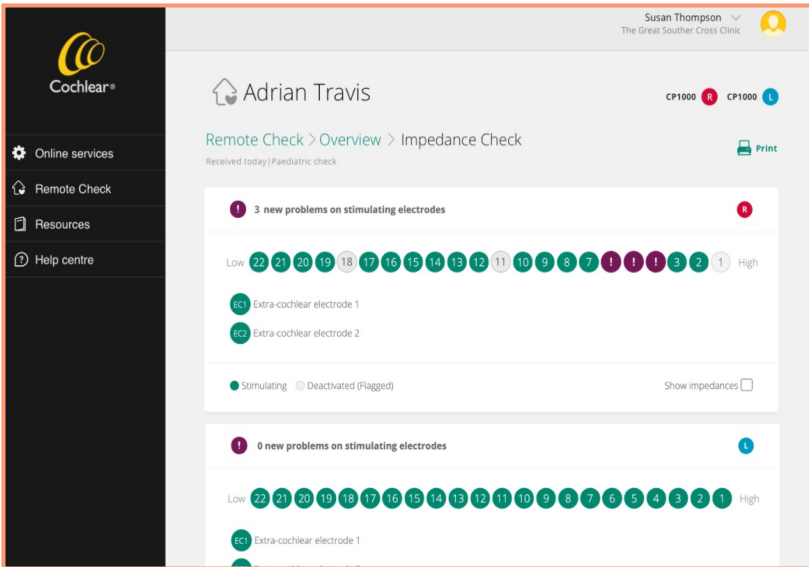 Susan Thompson
The Great Souther Cross Clinic
Cochlear®
Online services
Remote Check
Resources
Help centre
Adrian Travis
CP1000 R CP1000 L
Remote Check > Overview > Impedance Check
Print
Received today|Paediatric check
! 3 new problems on stimulating electrodes R
Low 22 21 20 19 18 17 16 15 14 13 12 11 10 9 8 7 ! ! ! 3 2 1 High
EC1 Extra-cochlear electrode 1
EC2 Extra-cochlear electrode 2
Stimulating Deactivated (Flagged) Show impedances
! 0 new problems on stimulating electrodes L
Low 22 21 20 19 18 17 16 15 14 13 12 11 10 9 8 7 6 5 4 3 2 1 High
EC1 Extra-cochlear electrode 1